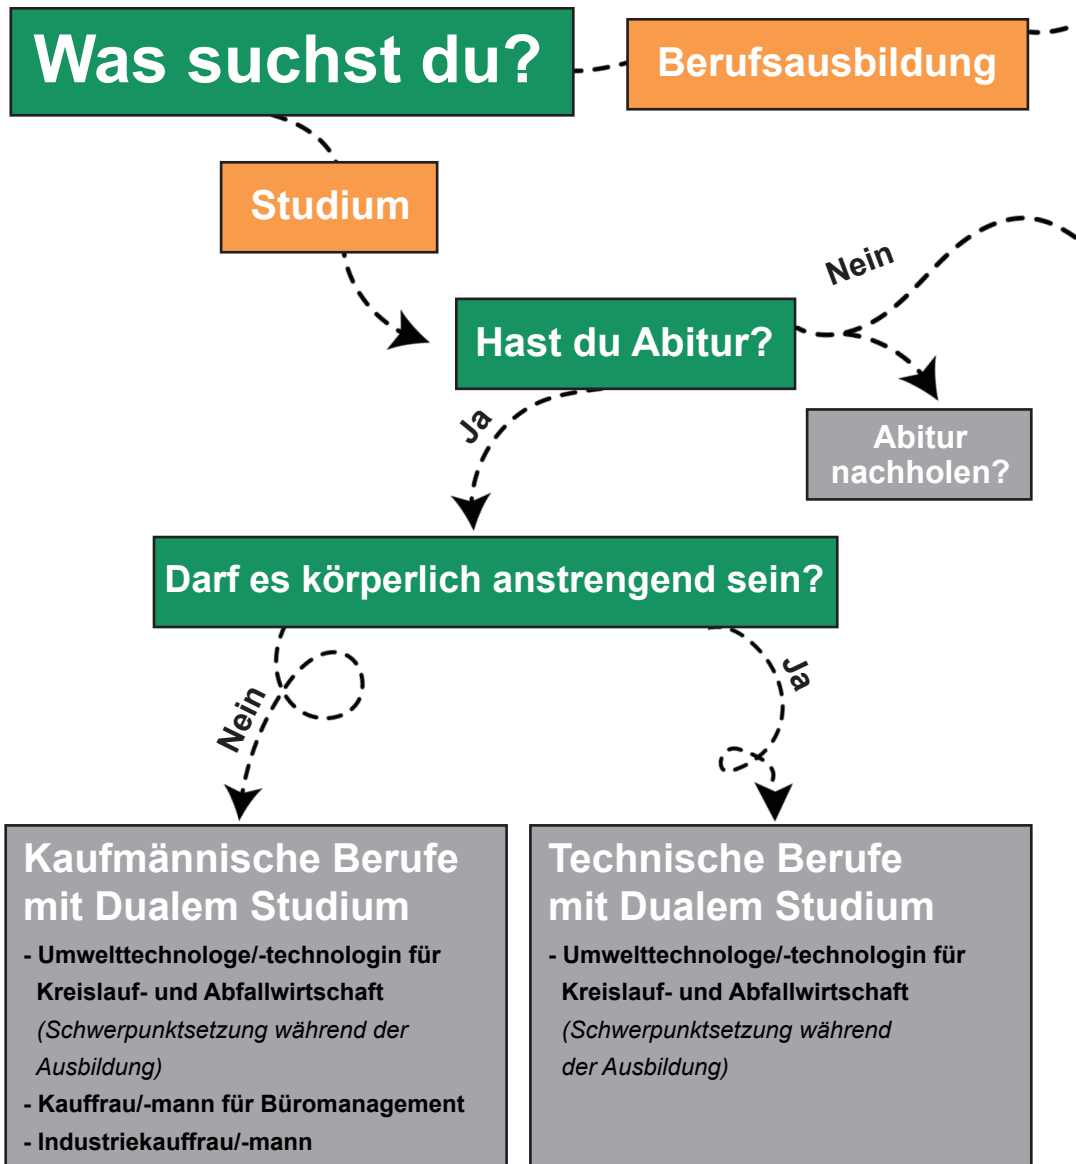 Was suchst du?
Berufsausbildung
Studium
Nein
Hast du Abitur?
Ja
Abitur
nachholen?
Darf es körperlich anstrengend sein?
Nein
Ja
Kaufmännische Berufe
mit Dualem Studium
- Umwelttechnologe/-technologin für
Kreislauf- und Abfallwirtschaft
(Schwerpunktsetzung während der
Ausbildung)
- Kauffrau/-mann für Büromanagement
- Industriekauffrau/-mann
Technische Berufe
mit Dualem Studium
- Umwelttechnologe/-technologin für
Kreislauf- und Abfallwirtschaft
(Schwerpunktsetzung während
der Ausbildung)